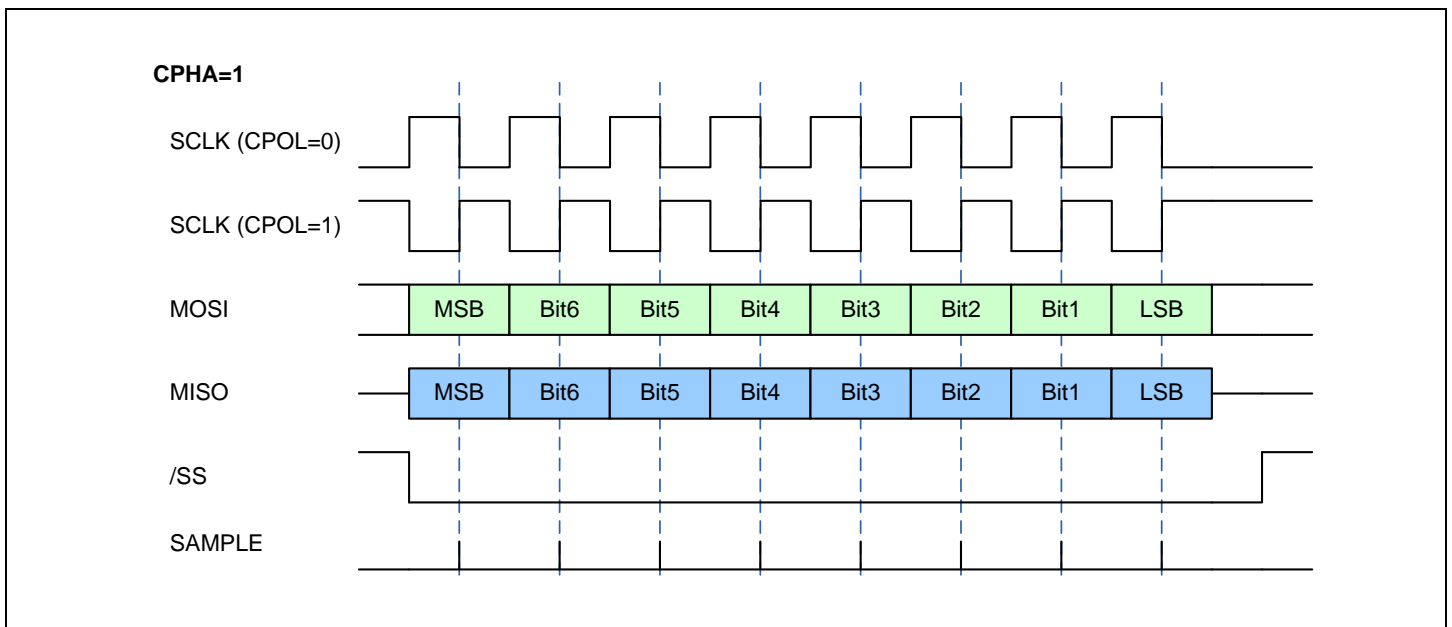 CPHA=1
SCLK (CPOL=0)
SCLK (CPOL=1)
MOSI MSB Bit6 Bit5 Bit4 Bit3 Bit2 Bit1 LSB
MISO MSB Bit6 Bit5 Bit4 Bit3 Bit2 Bit1 LSB
/SS
SAMPLE